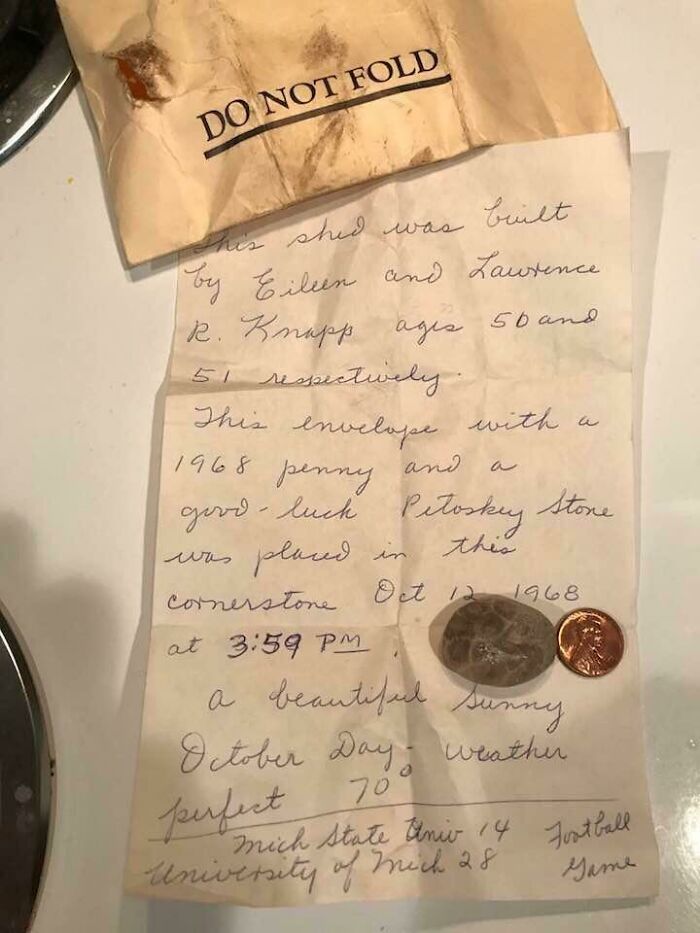 DO NOT FOLD
This shed was built
by Eileen and Lawrence
R. Knapp ages 50 and
51 respectively.
This envelope with a
1968 penny and a
good-luck Petoskey Stone
was placed in this
cornerstone Oct 12 1968
at 3:59 PM.
a beautiful Sunny
October Day - weather
perfect 70°
Mich State Univ 14 Football
University of Mich 28 Game